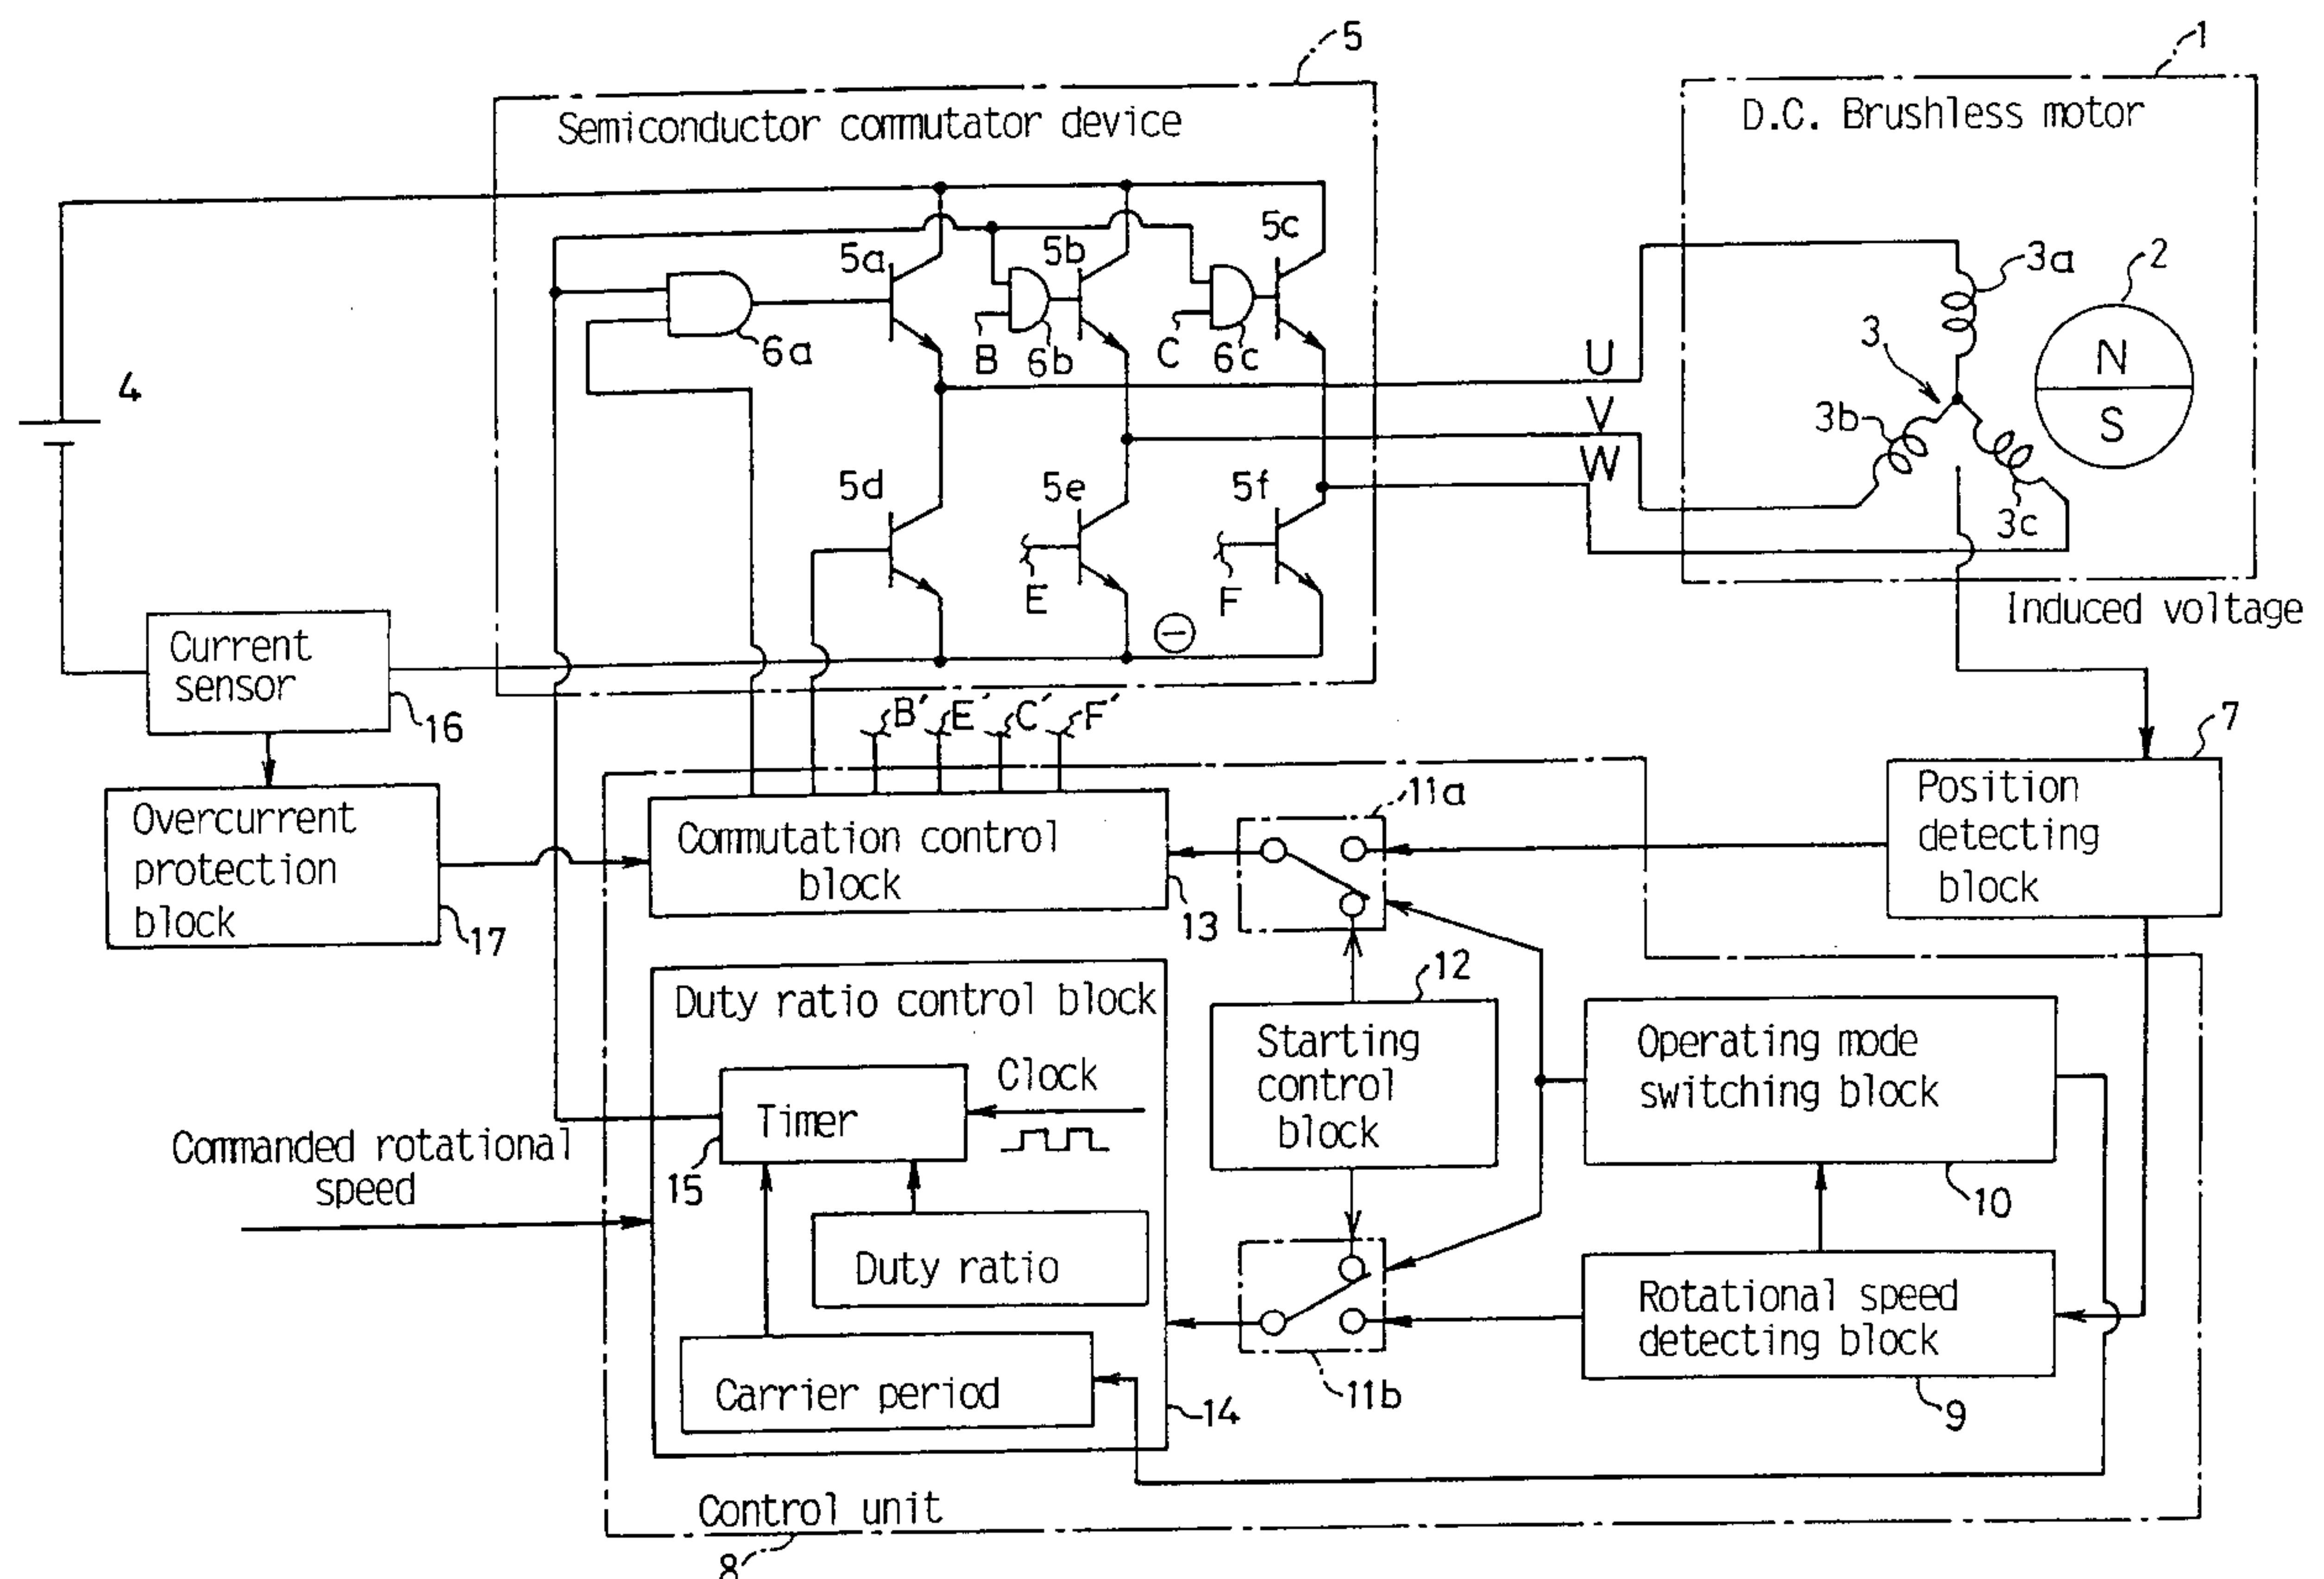 5
1
Semiconductor commutator device
D.C. Brushless motor
5a
5b
5c
6a
B
6b
C
6c
4
U
V
W
3a
2
3
N
S
3b
3c
5d
5e
5f
E
F
Induced voltage
Current
sensor
16
B´
E´
C´
F´
7
Position
detecting
block
11a
Overcurrent
protection
block
17
Commutation control
block
13
12
Duty ratio control block
Clock
Timer
15
Starting
control
block
Operating mode
switching block
10
Commanded rotational
speed
Duty ratio
Rotational speed
detecting block
9
Carrier period
14
11b
Control unit
8